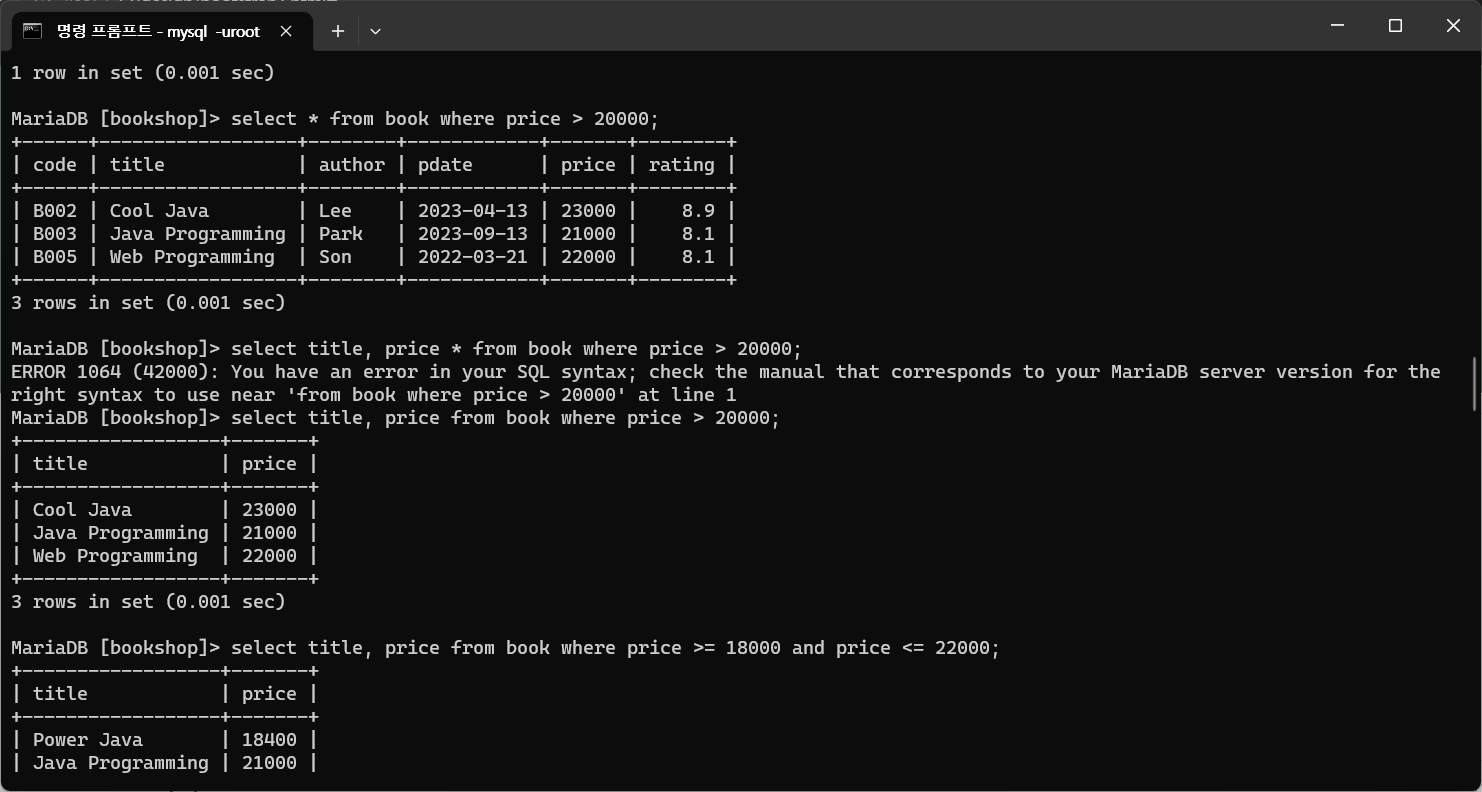 명령 프롬프트 - mysql  -uroot
1 row in set (0.001 sec)
MariaDB [bookshop]> select * from book where price > 20000;
+------+------------------+--------+------------+-------+--------+
| code | title            | author | pdate      | price | rating |
+------+------------------+--------+------------+-------+--------+
| B002 | Cool Java        | Lee    | 2023-04-13 | 23000 |    8.9 |
| B003 | Java Programming | Park   | 2023-09-13 | 21000 |    8.1 |
| B005 | Web Programming  | Son    | 2022-03-21 | 22000 |    8.1 |
+------+------------------+--------+------------+-------+--------+
3 rows in set (0.001 sec)
MariaDB [bookshop]> select title, price * from book where price > 20000;
ERROR 1064 (42000): You have an error in your SQL syntax; check the manual that corresponds to your MariaDB server version for the
right syntax to use near 'from book where price > 20000' at line 1
MariaDB [bookshop]> select title, price from book where price > 20000;
+------------------+-------+
| title            | price |
+------------------+-------+
| Cool Java        | 23000 |
| Java Programming | 21000 |
| Web Programming  | 22000 |
+------------------+-------+
3 rows in set (0.001 sec)
MariaDB [bookshop]> select title, price from book where price >= 18000 and price <= 22000;
+------------------+-------+
| title            | price |
+------------------+-------+
| Power Java       | 18400 |
| Java Programming | 21000 |